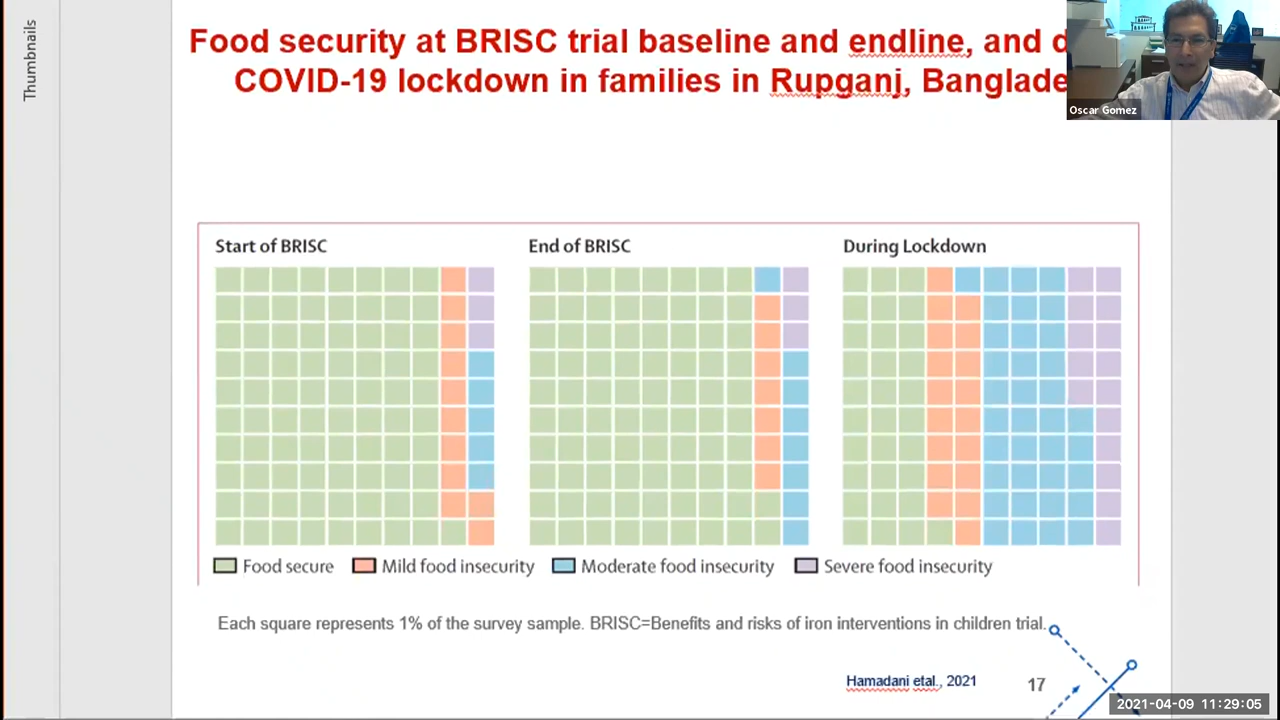 Thumbnails
Food security at BRISC trial baseline and endline, and d
COVID-19 lockdown in families in Rupganj, Banglade
Oscar Gomez
Start of BRISC
End of BRISC
During Lockdown
Food secure
Mild food insecurity
Moderate food insecurity
Severe food insecurity
Each square represents 1% of the survey sample. BRISC=Benefits and risks of iron interventions in children trial.
Hamadani etal., 2021
17
2021-04-09 11:29:05